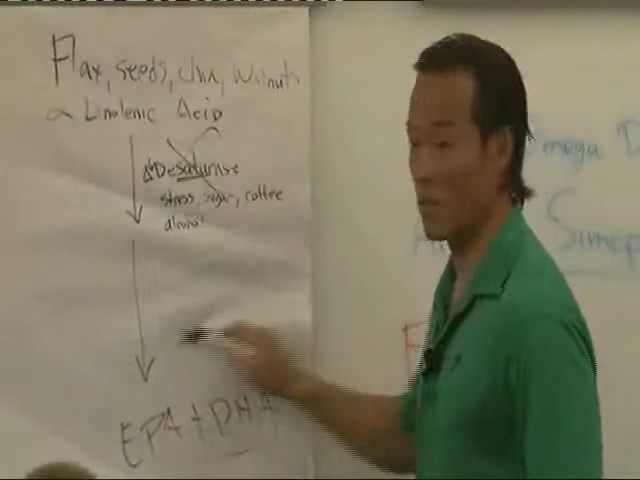 Flax, seeds, chia, Walnuts
α Linolenic Acid
Desaturase
stress, sugar, coffee
EPA + DHA